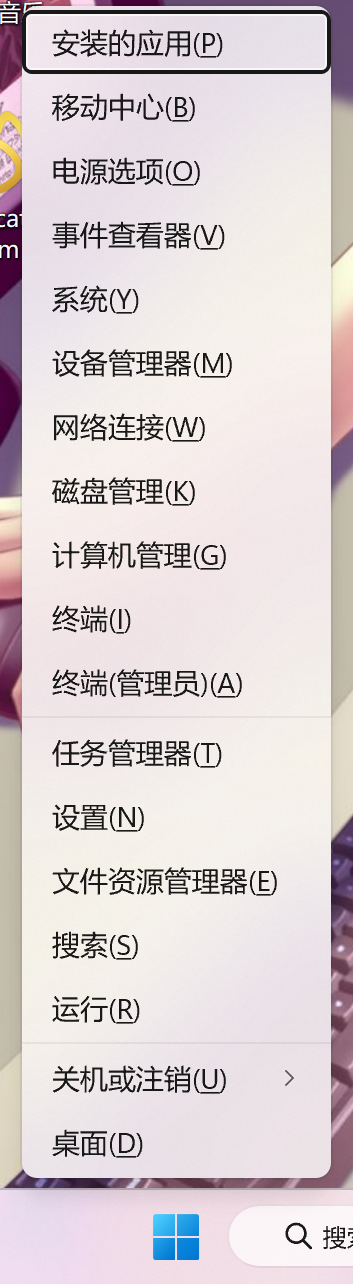 音乐
安装的应用(P)
移动中心(B)
电源选项(O)
cat
m
事件查看器(V)
系统(Y)
设备管理器(M)
网络连接(W)
磁盘管理(K)
计算机管理(G)
终端(I)
终端(管理员)(A)
任务管理器(T)
设置(N)
文件资源管理器(E)
搜索(S)
运行(R)
关机或注销(U)
桌面(D)
搜索